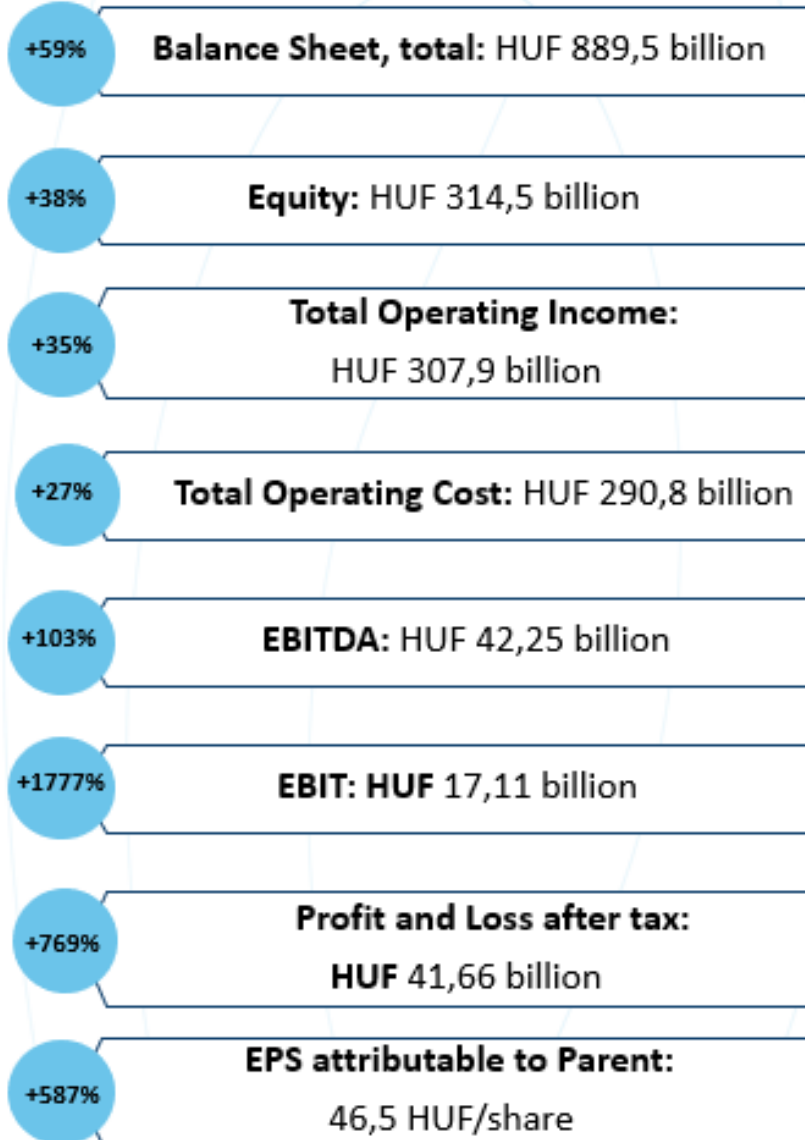 +59%
Balance Sheet, total: HUF 889,5 billion
+38%
Equity: HUF 314,5 billion
+35%
Total Operating Income:
HUF 307,9 billion
+27%
Total Operating Cost: HUF 290,8 billion
+103%
EBITDA: HUF 42,25 billion
+1777%
EBIT: HUF 17,11 billion
+769%
Profit and Loss after tax:
HUF 41,66 billion
+587%
EPS attributable to Parent:
46,5 HUF/share